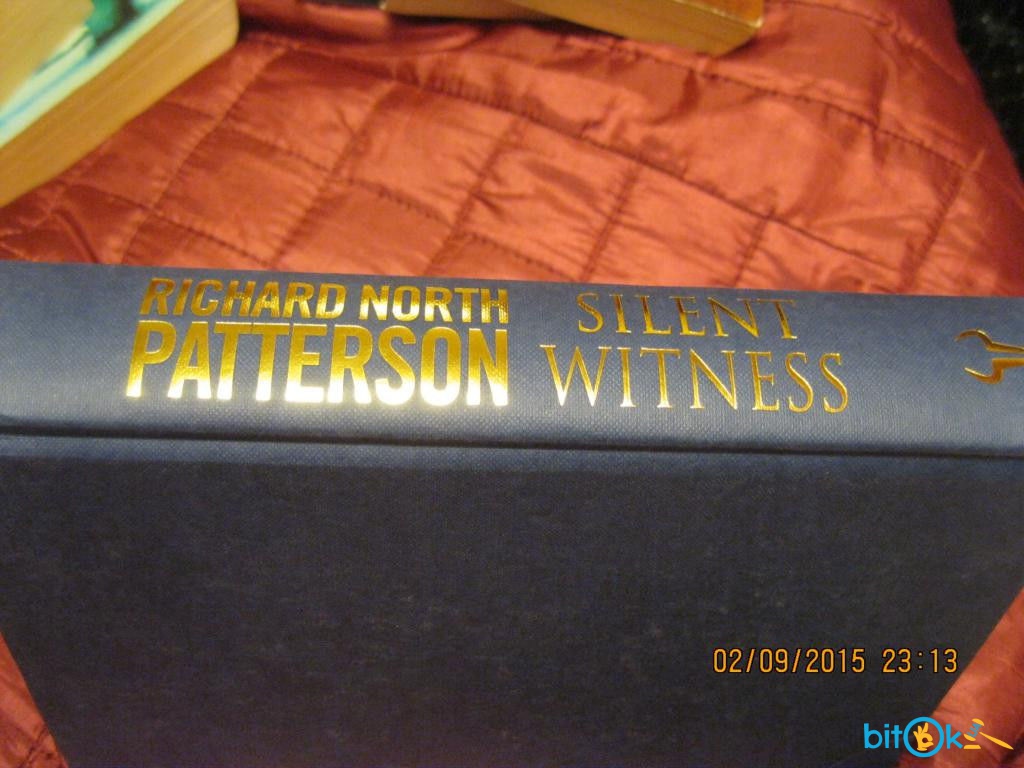 RICHARD NORTH
PATTERSON
SILENT
WITNESS
02/09/2015 23:13
bitOk